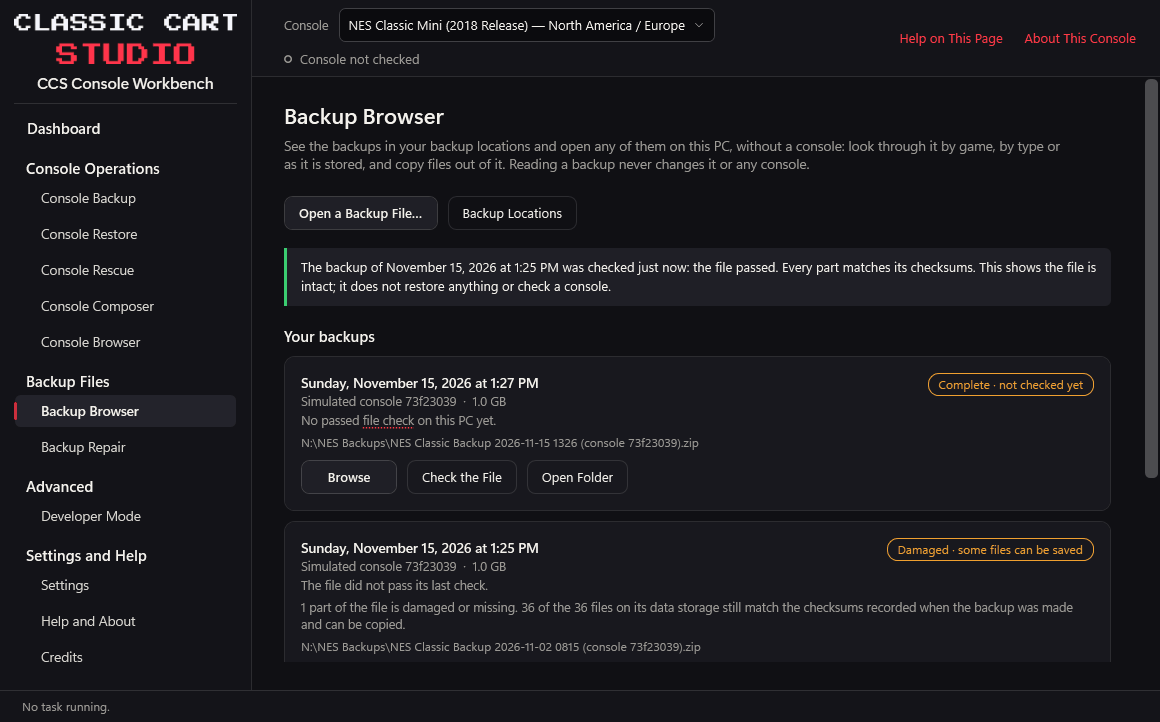 CLASSIC CART
STUDIO
CCS Console Workbench
Dashboard
Console Operations
Console Backup
Console Restore
Console Rescue
Console Composer
Console Browser
Backup Files
Backup Browser
Backup Repair
Advanced
Developer Mode
Settings and Help
Settings
Help and About
Credits
Console
NES Classic Mini (2018 Release) — North America / Europe
Console not checked
Help on This Page
About This Console
Backup Browser
See the backups in your backup locations and open any of them on this PC, without a console: look through it by game, by type or
as it is stored, and copy files out of it. Reading a backup never changes it or any console.
Open a Backup File...
Backup Locations
The backup of November 15, 2026 at 1:25 PM was checked just now: the file passed. Every part matches its checksums. This shows the file is
intact; it does not restore anything or check a console.
Your backups
Sunday, November 15, 2026 at 1:27 PM
Complete · not checked yet
Simulated console 73f23039 · 1.0 GB
No passed file check on this PC yet.
N:\NES Backups\NES Classic Backup 2026-11-15 1326 (console 73f23039).zip
Browse
Check the File
Open Folder
Sunday, November 15, 2026 at 1:25 PM
Damaged · some files can be saved
Simulated console 73f23039 · 1.0 GB
The file did not pass its last check.
1 part of the file is damaged or missing. 36 of the 36 files on its data storage still match the checksums recorded when the backup was made
and can be copied.
N:\NES Backups\NES Classic Backup 2026-11-02 0815 (console 73f23039).zip
No task running.